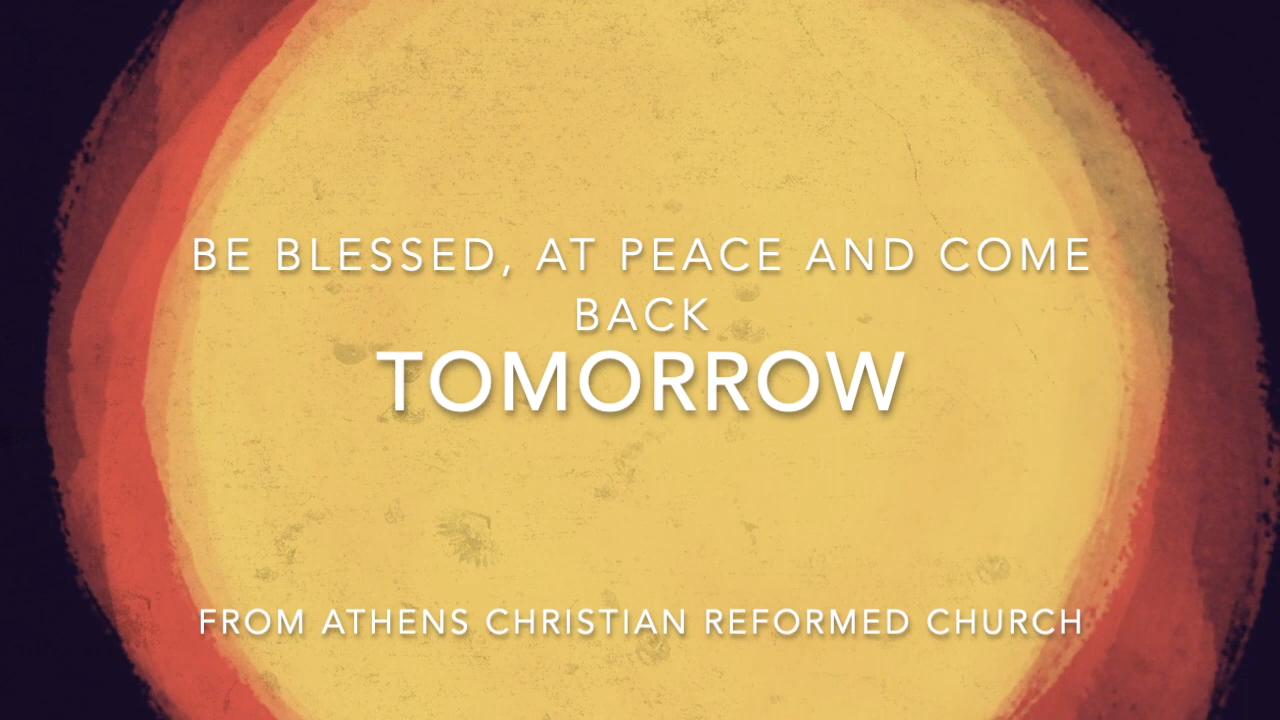 BE BLESSED, AT PEACE AND COME
BACK
TOMORROW
FROM ATHENS CHRISTIAN REFORMED CHURCH